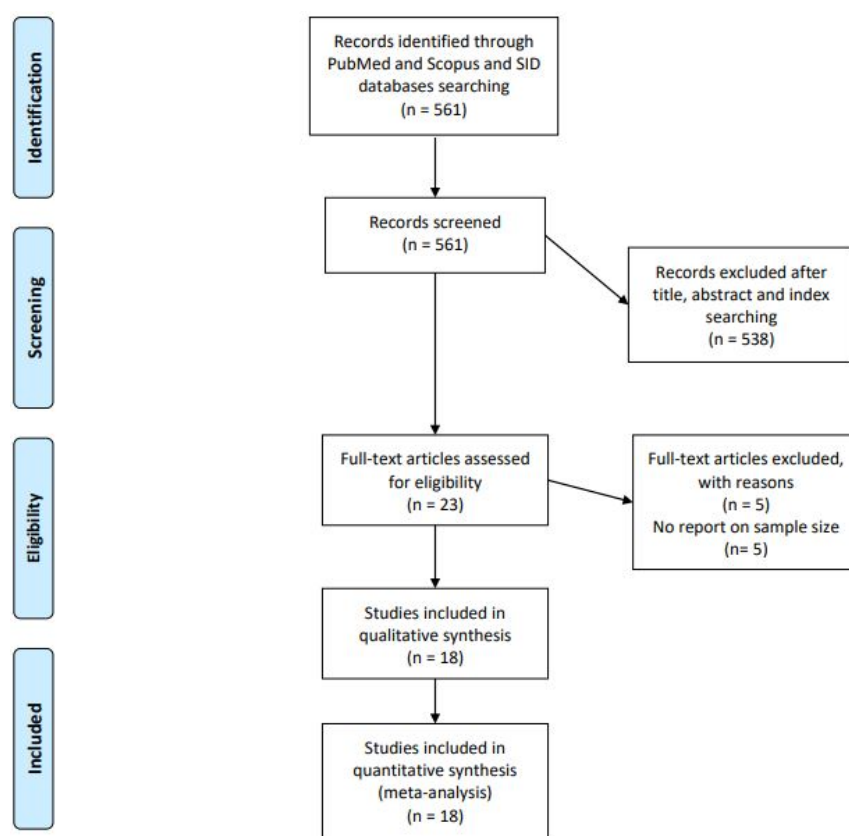 Identification
Records identified through
PubMed and Scopus and SID
databases searching
(n = 561)
Screening
Records screened
(n = 561)
Records excluded after
title, abstract and index
searching
(n = 538)
Eligibility
Full-text articles assessed
for eligibility
(n = 23)
Full-text articles excluded,
with reasons
(n = 5)
No report on sample size
(n= 5)
Studies included in
qualitative synthesis
(n = 18)
Included
Studies included in
quantitative synthesis
(meta-analysis)
(n = 18)